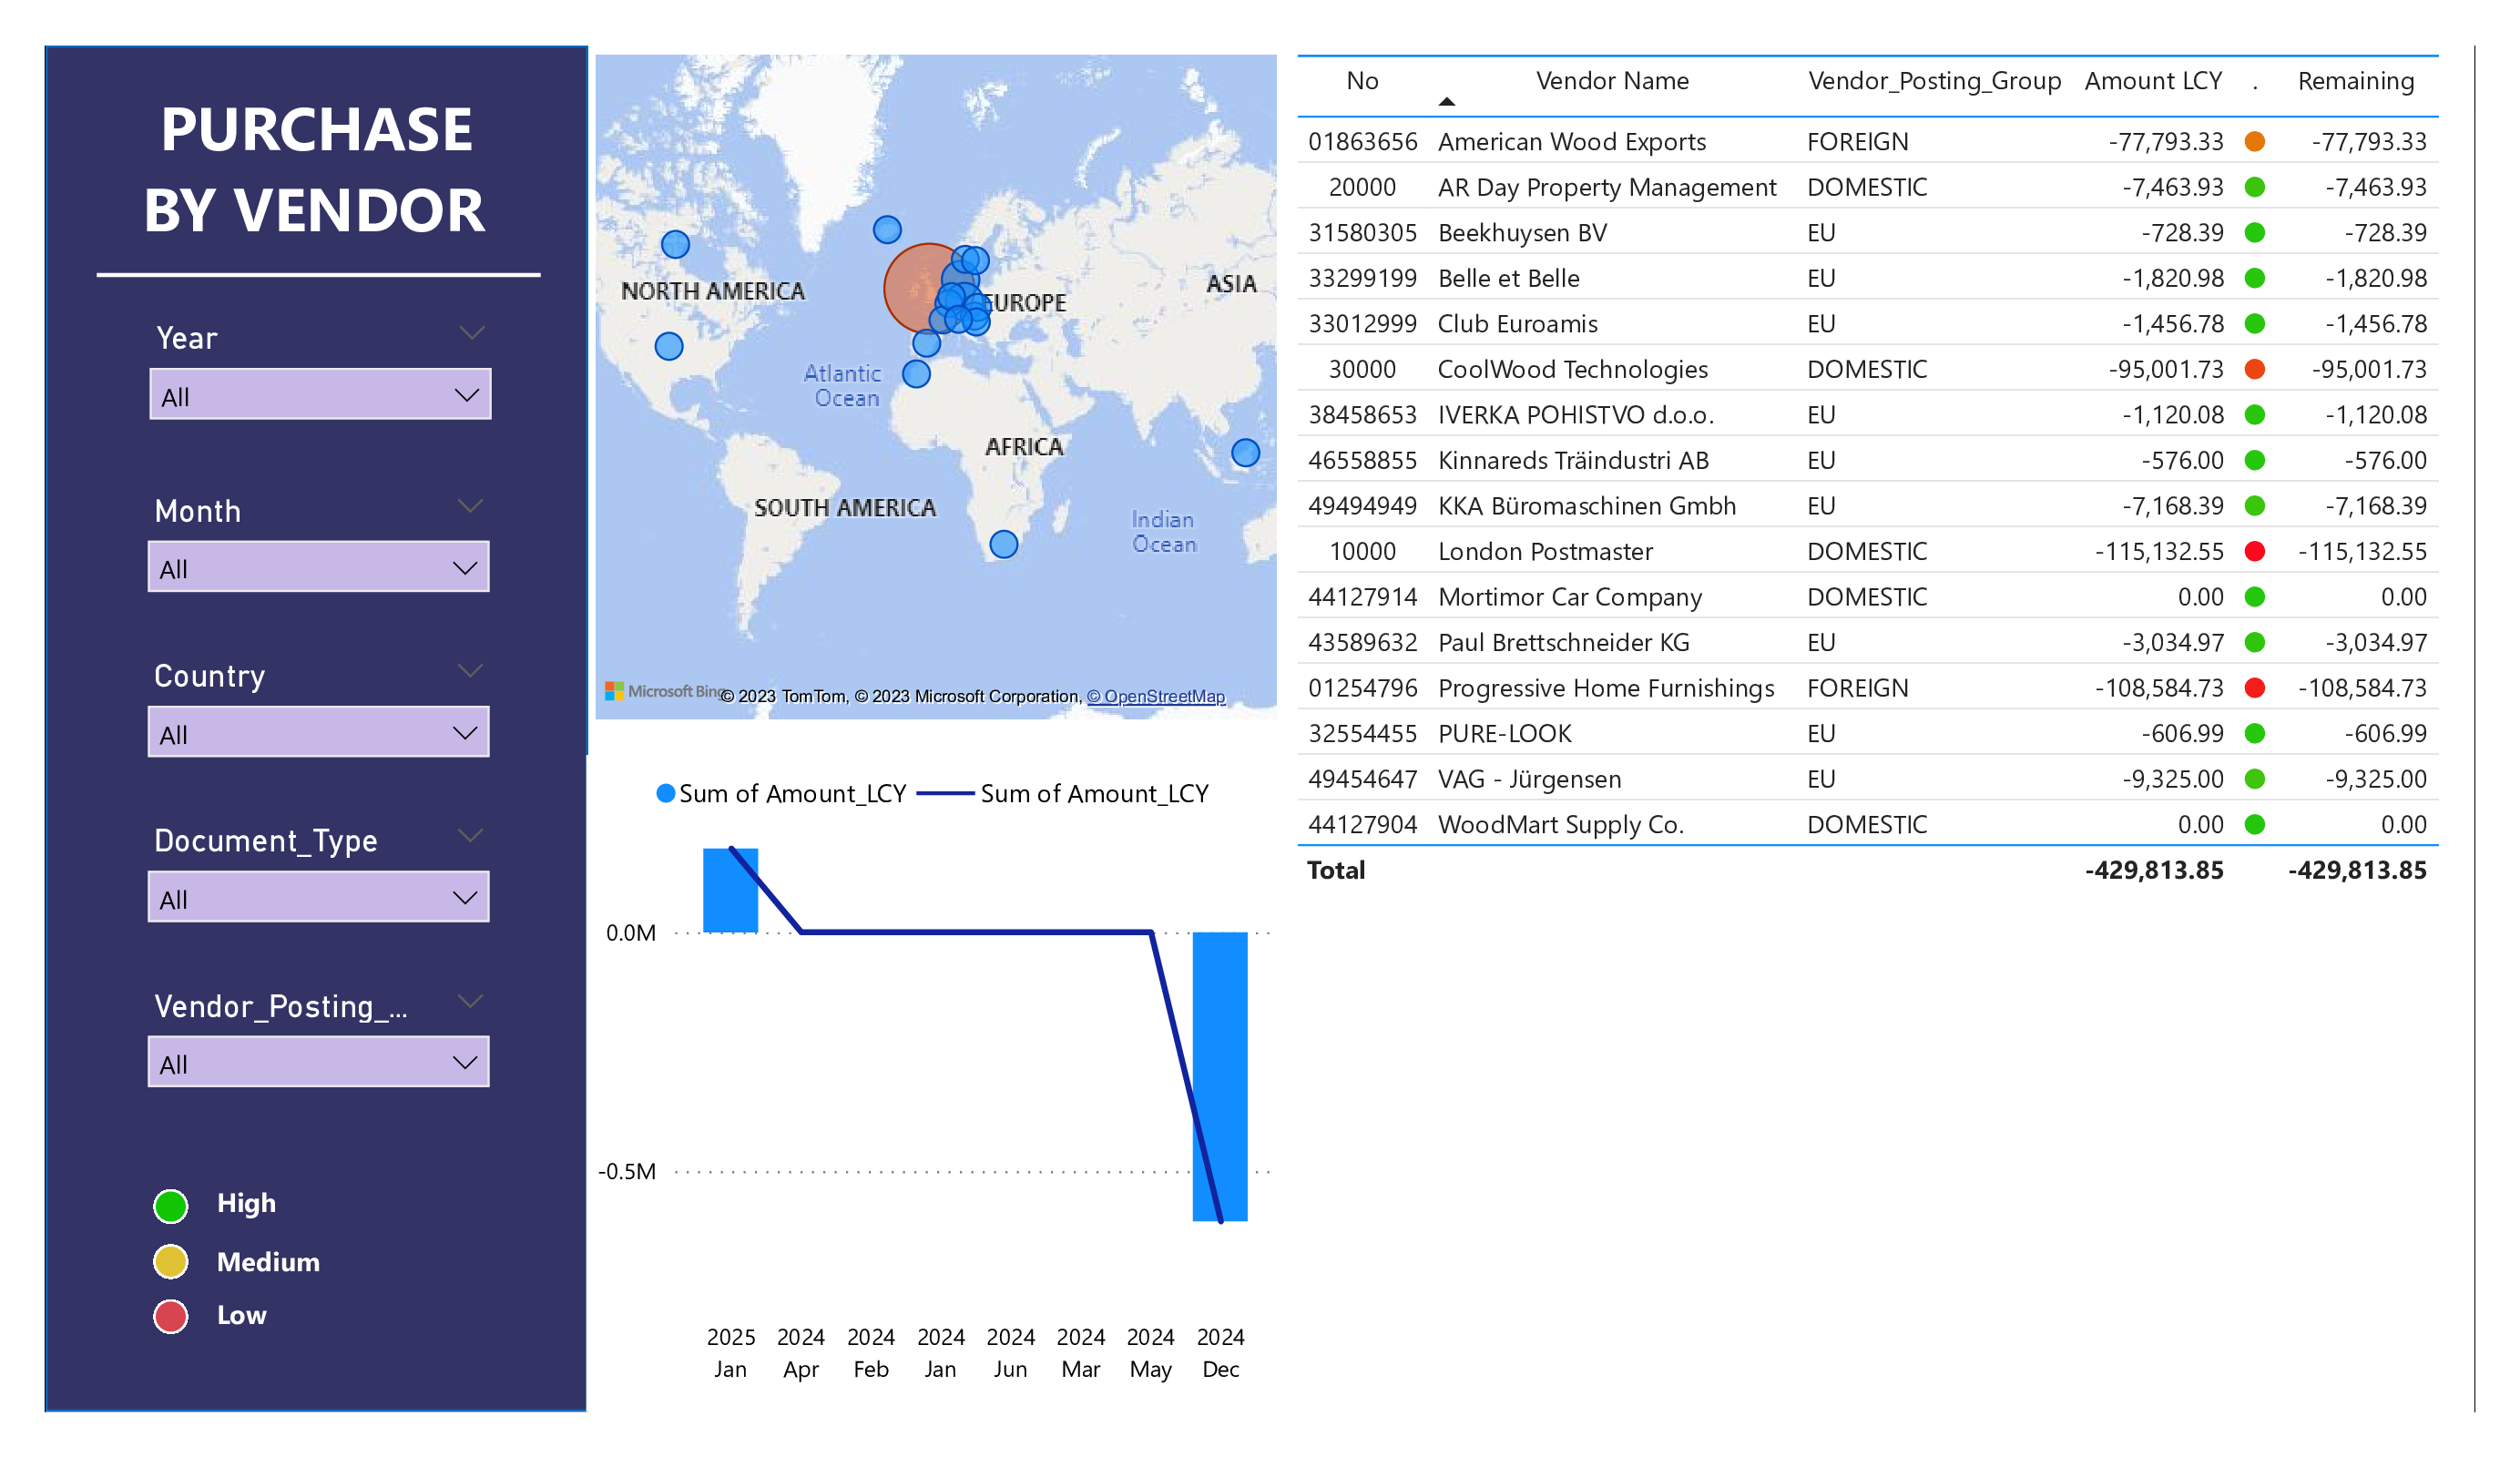 PURCHASE
BY VENDOR
Year
All
Month
All
Country
All
Document_Type
All
Vendor_Posting_...
All
High
Medium
Low
NORTH AMERICA
EUROPE
ASIA
Atlantic
Ocean
AFRICA
SOUTH AMERICA
Indian
Ocean
Microsoft Bing
© 2023 TomTom, © 2023 Microsoft Corporation, © OpenStreetMap
Sum of Amount_LCY Sum of Amount_LCY
0.0M
-0.5M
2025 2024 2024 2024 2024 2024 2024 2024
Jan Apr Feb Jan Jun Mar May Dec
No Vendor Name Vendor_Posting_Group Amount LCY . Remaining
01863656 American Wood Exports FOREIGN -77,793.33 -77,793.33
20000 AR Day Property Management DOMESTIC -7,463.93 -7,463.93
31580305 Beekhuysen BV EU -728.39 -728.39
33299199 Belle et Belle EU -1,820.98 -1,820.98
33012999 Club Euroamis EU -1,456.78 -1,456.78
30000 CoolWood Technologies DOMESTIC -95,001.73 -95,001.73
38458653 IVERKA POHISTVO d.o.o. EU -1,120.08 -1,120.08
46558855 Kinnareds Träindustri AB EU -576.00 -576.00
49494949 KKA Büromaschinen Gmbh EU -7,168.39 -7,168.39
10000 London Postmaster DOMESTIC -115,132.55 -115,132.55
44127914 Mortimor Car Company DOMESTIC 0.00 0.00
43589632 Paul Brettschneider KG EU -3,034.97 -3,034.97
01254796 Progressive Home Furnishings FOREIGN -108,584.73 -108,584.73
32554455 PURE-LOOK EU -606.99 -606.99
49454647 VAG - Jürgensen EU -9,325.00 -9,325.00
44127904 WoodMart Supply Co. DOMESTIC 0.00 0.00
Total -429,813.85 -429,813.85